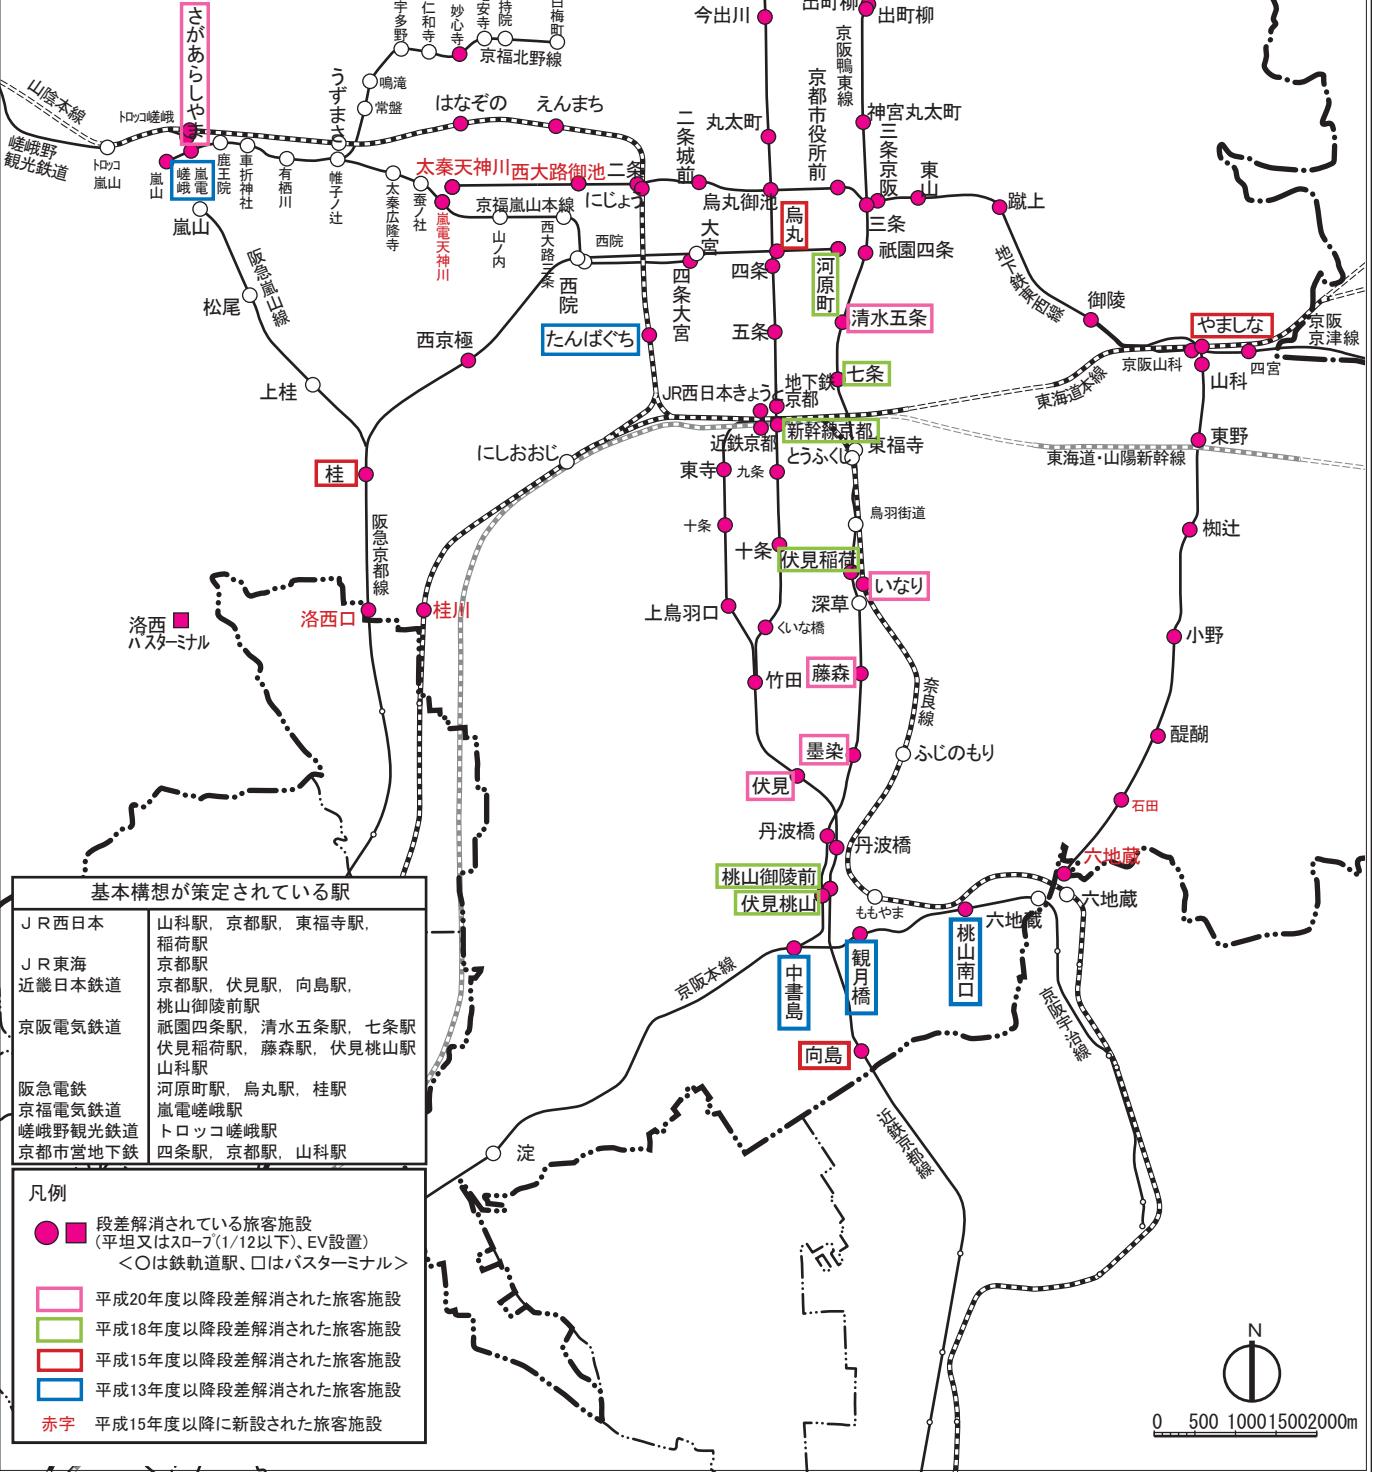 さがあらしやま
宇多野
仁和寺
妙心寺
安寺
持院
白梅町
京福北野線
今出川
出町柳
出町柳
京阪鴨東線
山陰本線
嵯峨野
観光鉄道
トロッコ嵯峨
トロッコ
嵐山
うずまさ
鳴滝
常盤
はなぞの
えんまち
丸太町
二条城前
京都市役所前
神宮丸太町
三条京阪
東山
蹴上
嵐山
嵐電
嵯峨
鹿王院
車折神社
有栖川
帷子ノ辻
太秦広隆寺
蚕ノ社
太秦天神川
西大路御池
二条
にじょう
烏丸御池
三条
嵐山
嵐電天神川
京福嵐山本線
山ノ内
西大路三条
西院
西院
大宮
四条大宮
烏丸
四条
河原町
祇園四条
地下鉄東西線
御陵
阪急嵐山線
松尾
西京極
たんばぐち
五条
清水五条
やましな
京阪
京津線
京阪山科
四宮
山科
上桂
JR西日本きょうと
地下鉄
京都
七条
東海道本線
近鉄京都
新幹線京都
東福寺
とうふくじ
東野
東海道・山陽新幹線
にしおおじ
桂
東寺
九条
十条
鳥羽街道
椥辻
阪急京都線
十条
伏見稲荷
いなり
深草
洛西
バスターミナル
洛西口
桂川
上鳥羽口
くいな橋
小野
竹田
藤森
奈良線
醍醐
墨染
ふじのもり
伏見
石田
丹波橋
丹波橋
六地蔵
桃山御陵前
伏見桃山
ももやま
六地蔵
六地蔵
桃山南口
観月橋
中書島
京阪本線
京阪宇治線
向島
近鉄京都線
淀
基本構想が策定されている駅
ＪＲ西日本 山科駅，京都駅，東福寺駅，
稲荷駅
ＪＲ東海 京都駅
近畿日本鉄道 京都駅，伏見駅，向島駅，
桃山御陵前駅
京阪電気鉄道 祇園四条駅，清水五条駅，七条駅
伏見稲荷駅，藤森駅，伏見桃山駅
山科駅
阪急電鉄 河原町駅，烏丸駅，桂駅
京福電気鉄道 嵐電嵯峨駅
嵯峨野観光鉄道 トロッコ嵯峨駅
京都市営地下鉄 四条駅，京都駅，山科駅
凡例
段差解消されている旅客施設
(平坦又はスロープ(1/12以下)、EV設置)
＜○は鉄軌道駅、□はバスターミナル＞
平成20年度以降段差解消された旅客施設
平成18年度以降段差解消された旅客施設
平成15年度以降段差解消された旅客施設
平成13年度以降段差解消された旅客施設
赤字 平成15年度以降に新設された旅客施設
N
0 500 1000 1500 2000m